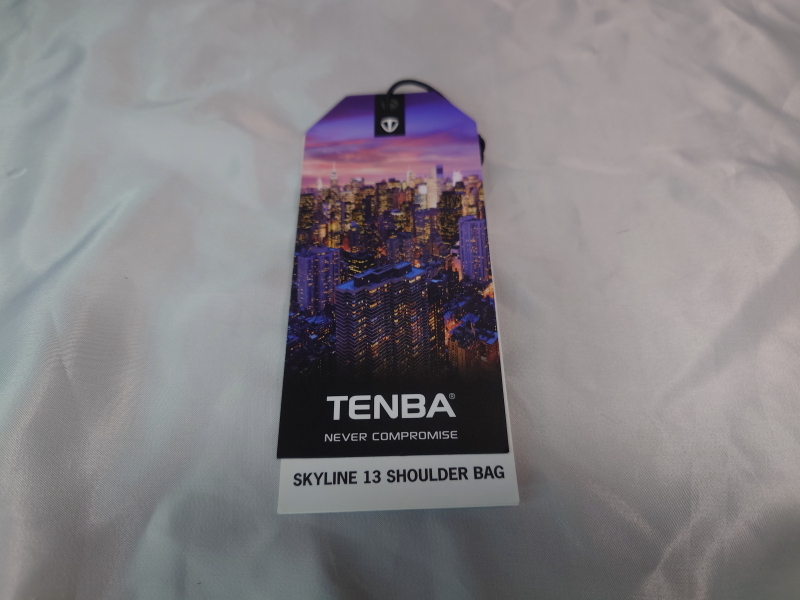 TENBA®
NEVER COMPROMISE
SKYLINE 13 SHOULDER BAG